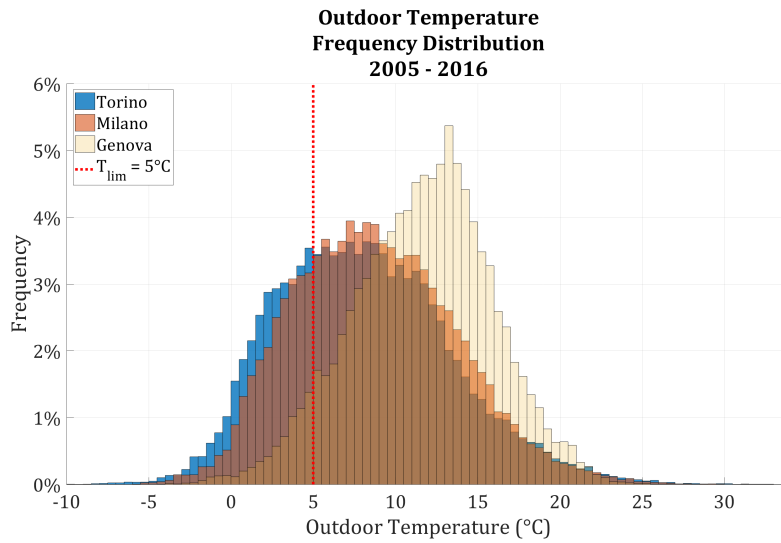 Outdoor Temperature
Frequency Distribution
2005 - 2016
6%
5%
4%
3%
2%
1%
0%
Frequency
Torino
Milano
Genova
Tlim = 5°C
-10 -5 0 5 10 15 20 25 30
Outdoor Temperature (°C)